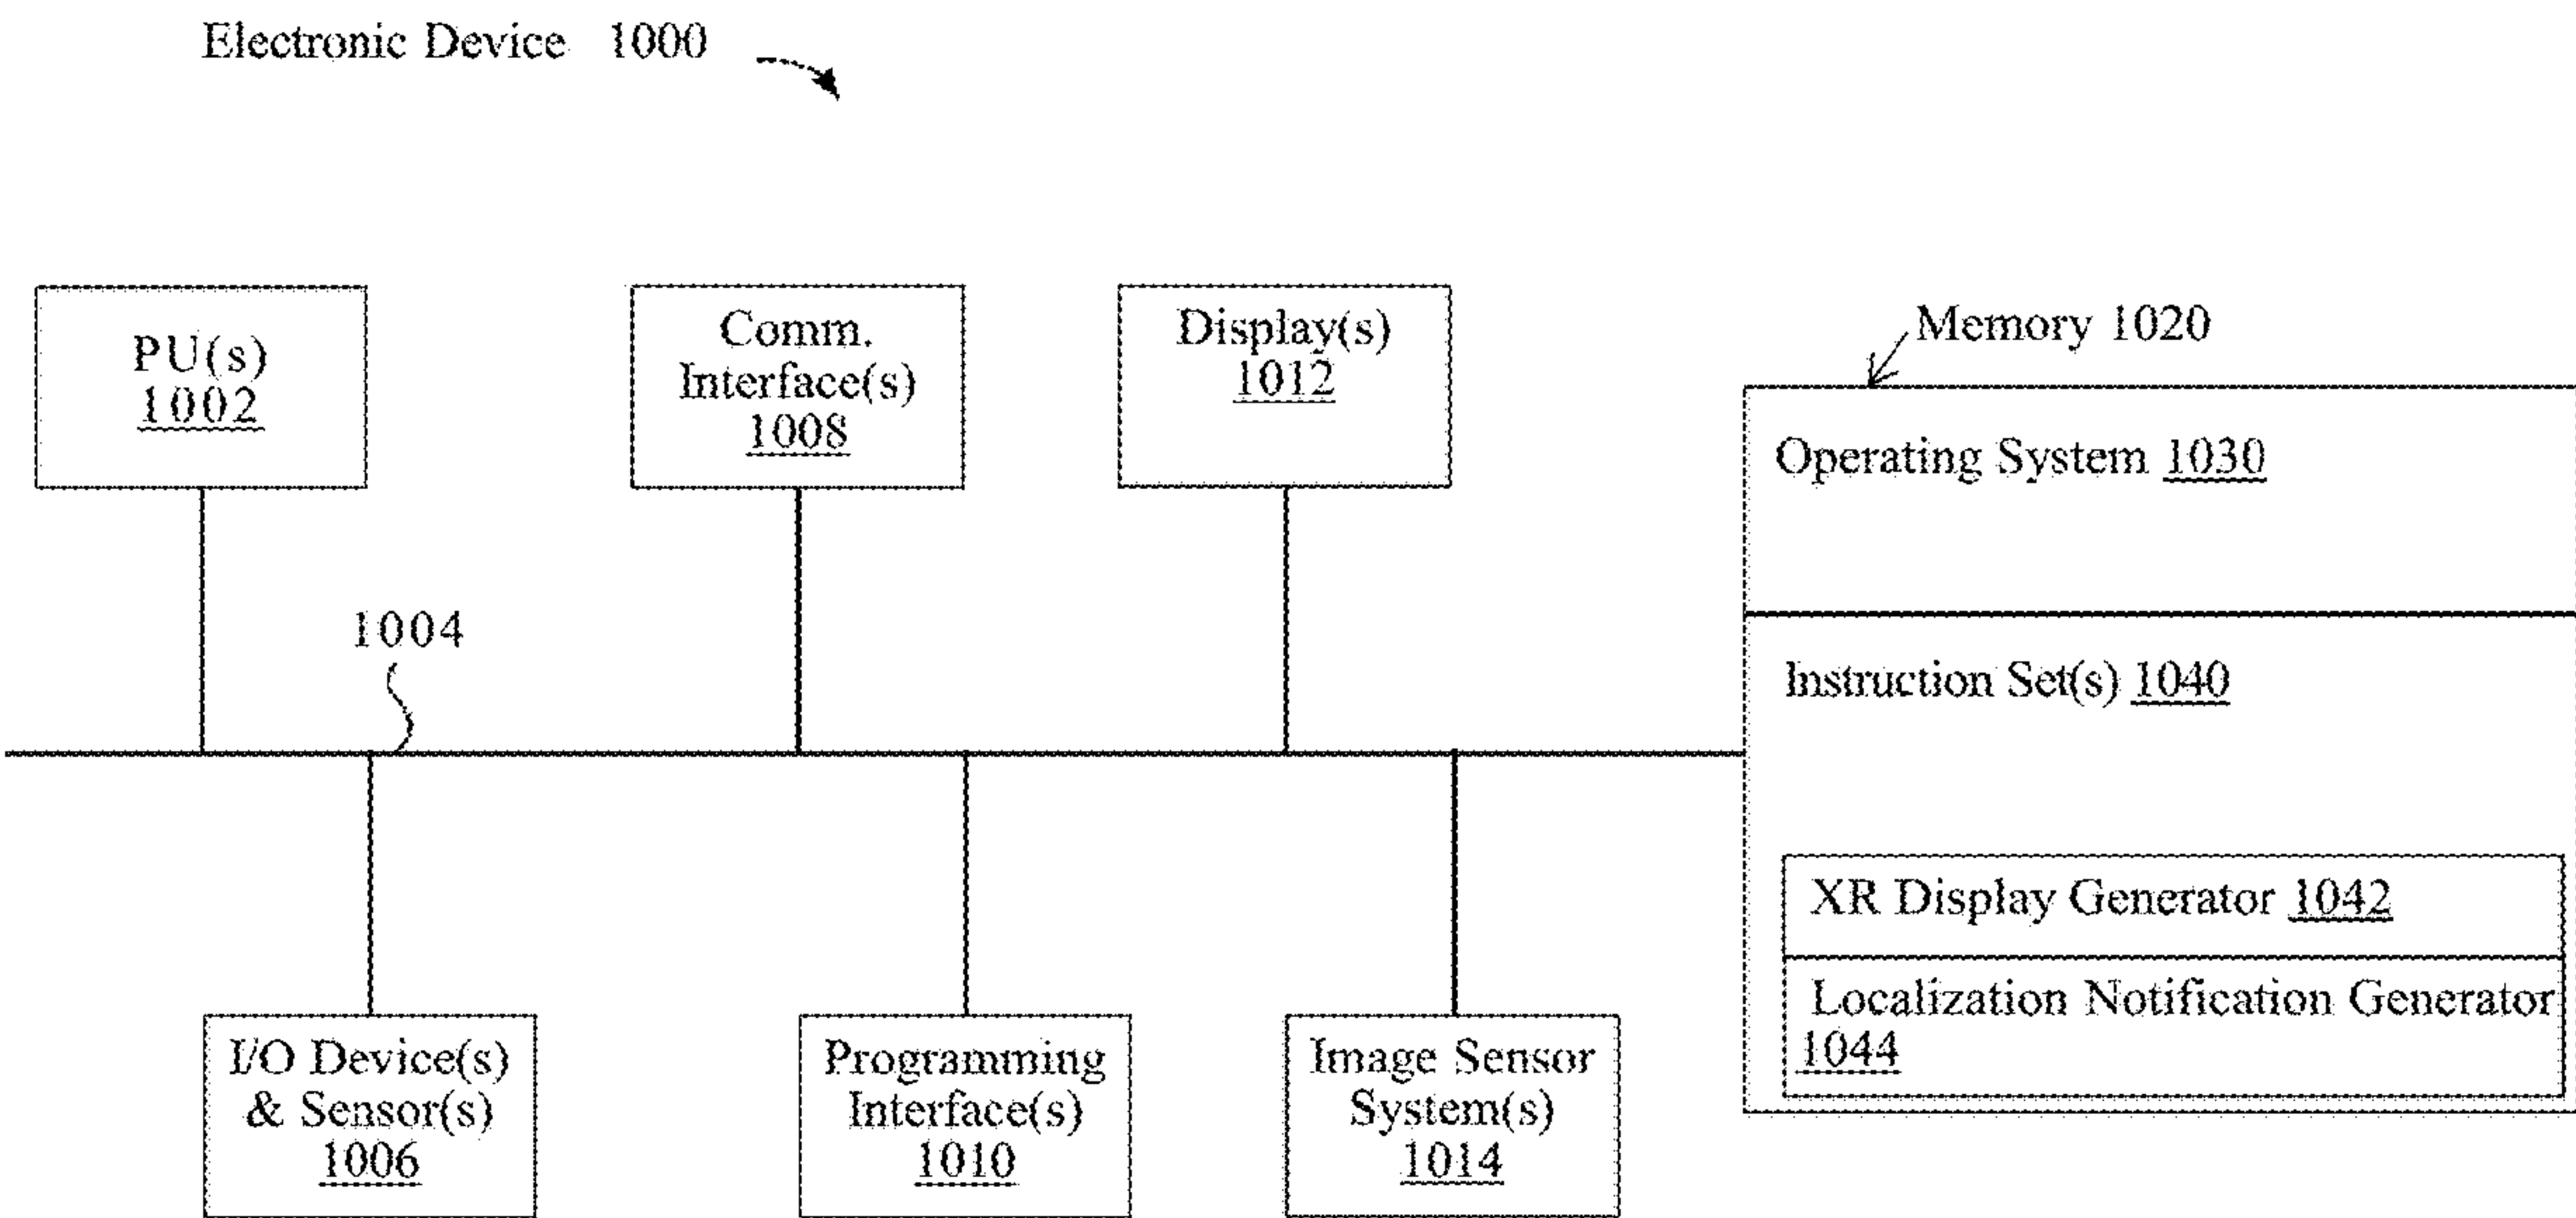 Electronic Device 1000
PU(s)
1002
Comm.
Interface(s)
1008
Display(s)
1012
Memory 1020
Operating System 1030
Instruction Set(s) 1040
XR Display Generator 1042
Localization Notification Generator
1044
1004
I/O Device(s)
& Sensor(s)
1006
Programming
Interface(s)
1010
Image Sensor
System(s)
1014